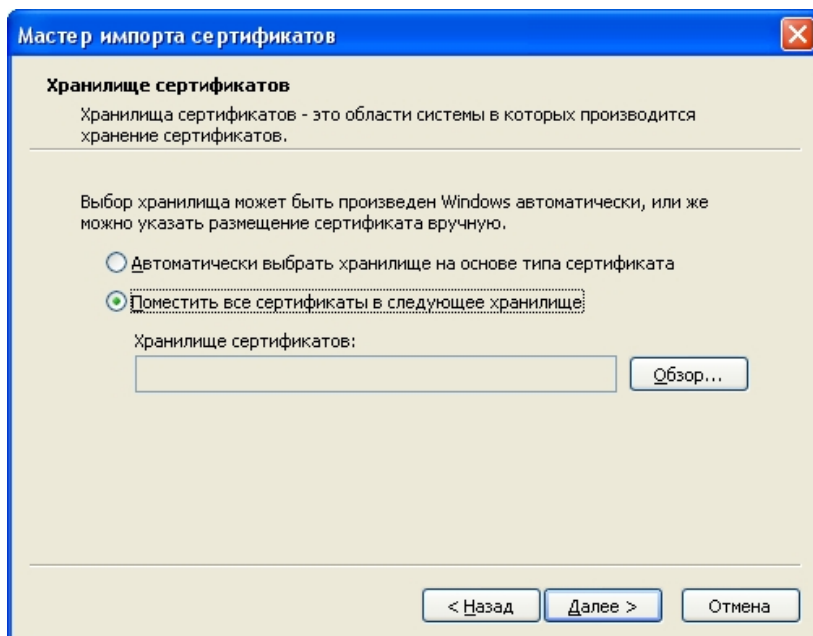 Мастер импорта сертификатов
Хранилище сертификатов
Хранилища сертификатов - это области системы в которых производится
хранение сертификатов.
Выбор хранилища может быть произведен Windows автоматически, или же
можно указать размещение сертификата вручную.
Автоматически выбрать хранилище на основе типа сертификата
Поместить все сертификаты в следующее хранилище
Хранилище сертификатов:
Обзор...
< Назад
Далее >
Отмена